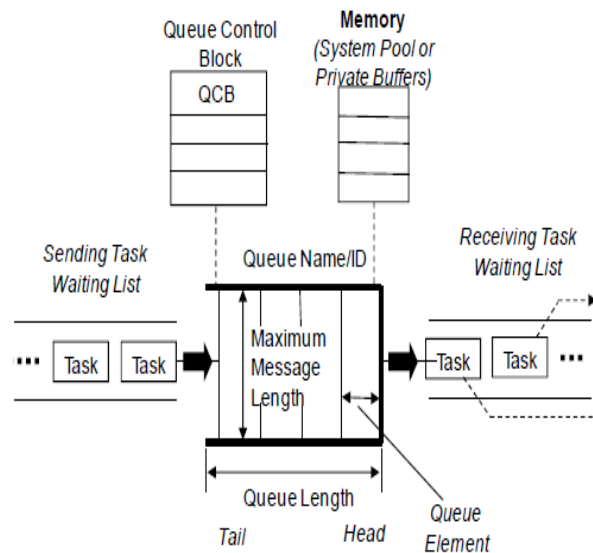 Queue Control
Block
QCB
Memory
(System Pool or
Private Buffers)
Sending Task
Waiting List
Queue Name/ID
Receiving Task
Waiting List
... Task Task
Maximum
Message
Length
Task Task ...
Queue Length
Tail
Head
Queue
Element